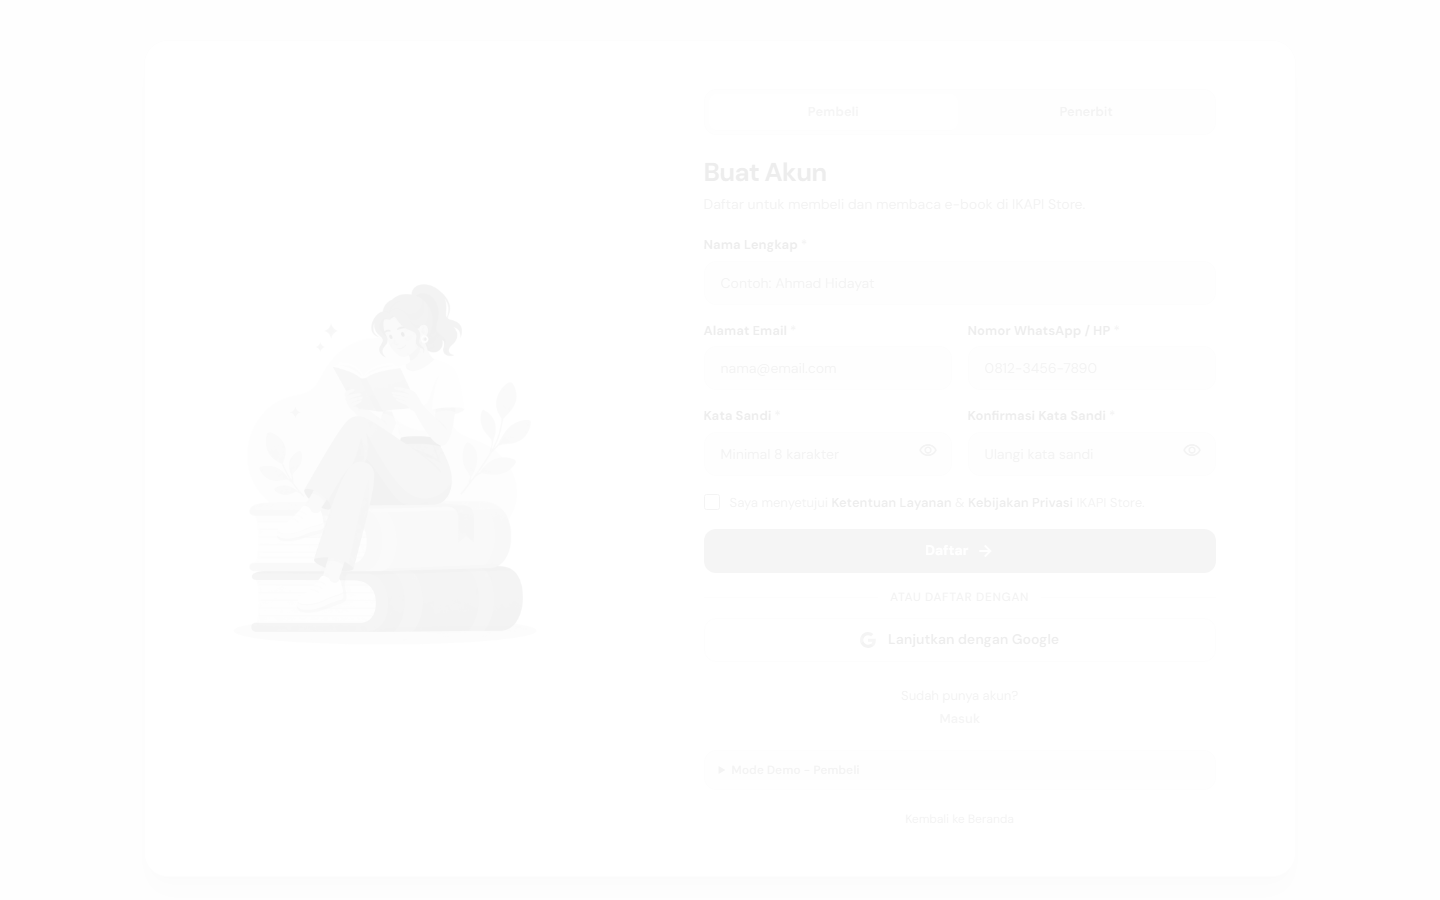 Pembeli
Penerbit
Buat Akun
Daftar untuk membeli dan membaca e-book di IKAPI Store.
Nama Lengkap *
Contoh: Ahmad Hidayat
Alamat Email *
Nomor WhatsApp / HP *
nama@email.com
0812-3456-7890
Kata Sandi *
Konfirmasi Kata Sandi *
Minimal 8 karakter
Ulangi kata sandi
Saya menyetujui Ketentuan Layanan & Kebijakan Privasi IKAPI Store.
Daftar →
ATAU DAFTAR DENGAN
Lanjutkan dengan Google
Sudah punya akun?
Masuk
Mode Demo – Pembeli
Kembali ke Beranda